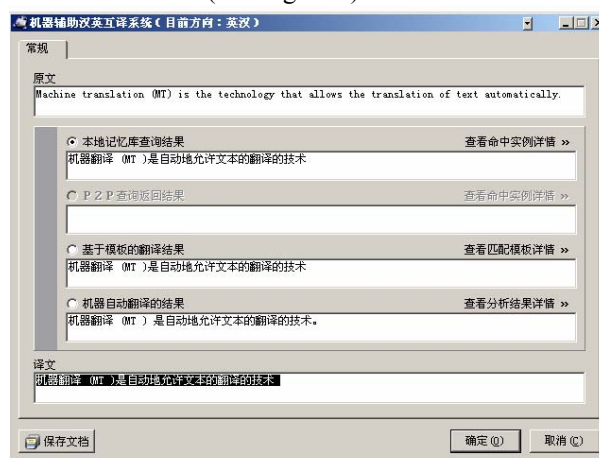 机器辅助汉英互译系统(目前方向：英汉)
常规
原文
Machine translation (MT) is the technology that allows the translation of text automatically.
本地记忆库查询结果 查看命中实例详情 »
机器翻译 (MT )是自动地允许文本的翻译的技术
P2P查询返回结果 查看命中实例详情 »
基于模板的翻译结果 查看匹配模板详情 »
机器翻译 (MT )是自动地允许文本的翻译的技术
机器自动翻译的结果 查看分析结果详情 »
机器翻译 (MT ) 是自动地允许文本的翻译的技术。
译文
机器翻译 (MT )是自动地允许文本的翻译的技术
保存文档 确定(O) 取消(C)